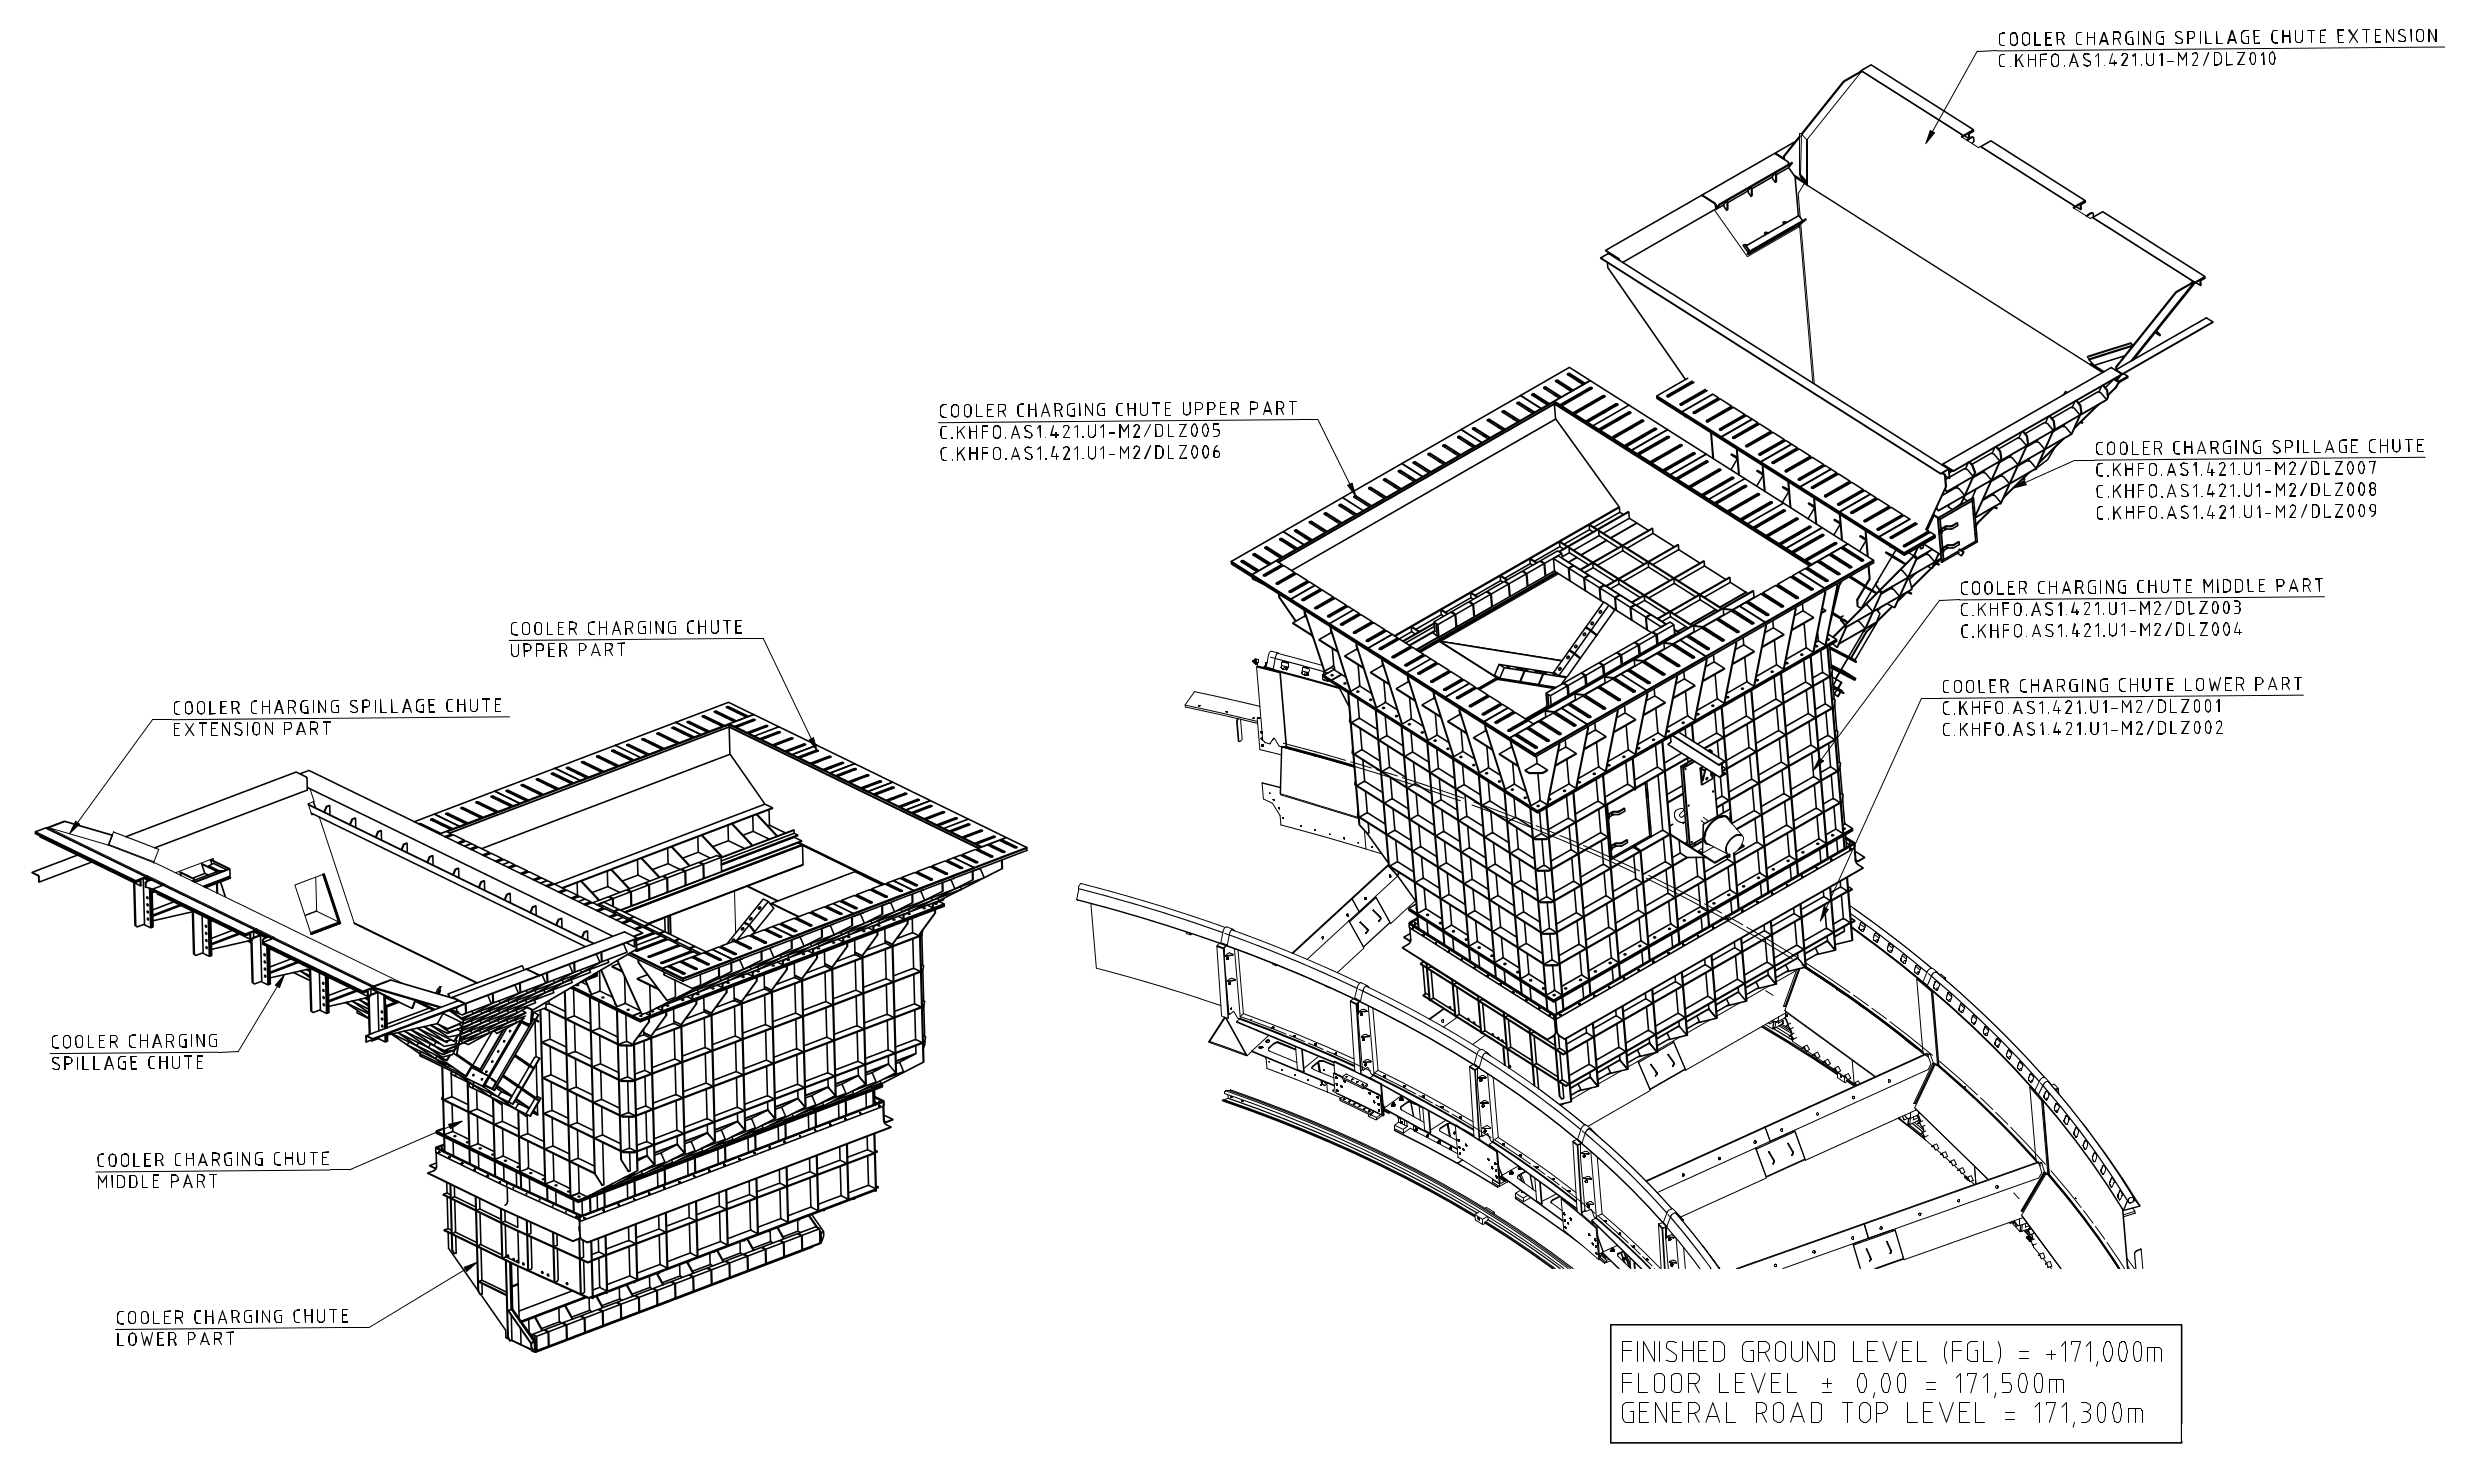 COOLER CHARGING SPILLAGE CHUTE EXTENSION
C.KHFO.AS1.421.U1-M2/DLZ010
COOLER CHARGING CHUTE UPPER PART
C.KHFO.AS1.421.U1-M2/DLZ005
C.KHFO.AS1.421.U1-M2/DLZ006
COOLER CHARGING SPILLAGE CHUTE
C.KHFO.AS1.421.U1-M2/DLZ007
C.KHFO.AS1.421.U1-M2/DLZ008
C.KHFO.AS1.421.U1-M2/DLZ009
COOLER CHARGING CHUTE MIDDLE PART
C.KHFO.AS1.421.U1-M2/DLZ003
C.KHFO.AS1.421.U1-M2/DLZ004
COOLER CHARGING CHUTE LOWER PART
C.KHFO.AS1.421.U1-M2/DLZ001
C.KHFO.AS1.421.U1-M2/DLZ002
COOLER CHARGING CHUTE
UPPER PART
COOLER CHARGING SPILLAGE CHUTE
EXTENSION PART
COOLER CHARGING
SPILLAGE CHUTE
COOLER CHARGING CHUTE
MIDDLE PART
COOLER CHARGING CHUTE
LOWER PART
FINISHED GROUND LEVEL (FGL) = +171,000m
FLOOR LEVEL ± 0,00 = 171,500m
GENERAL ROAD TOP LEVEL = 171,300m